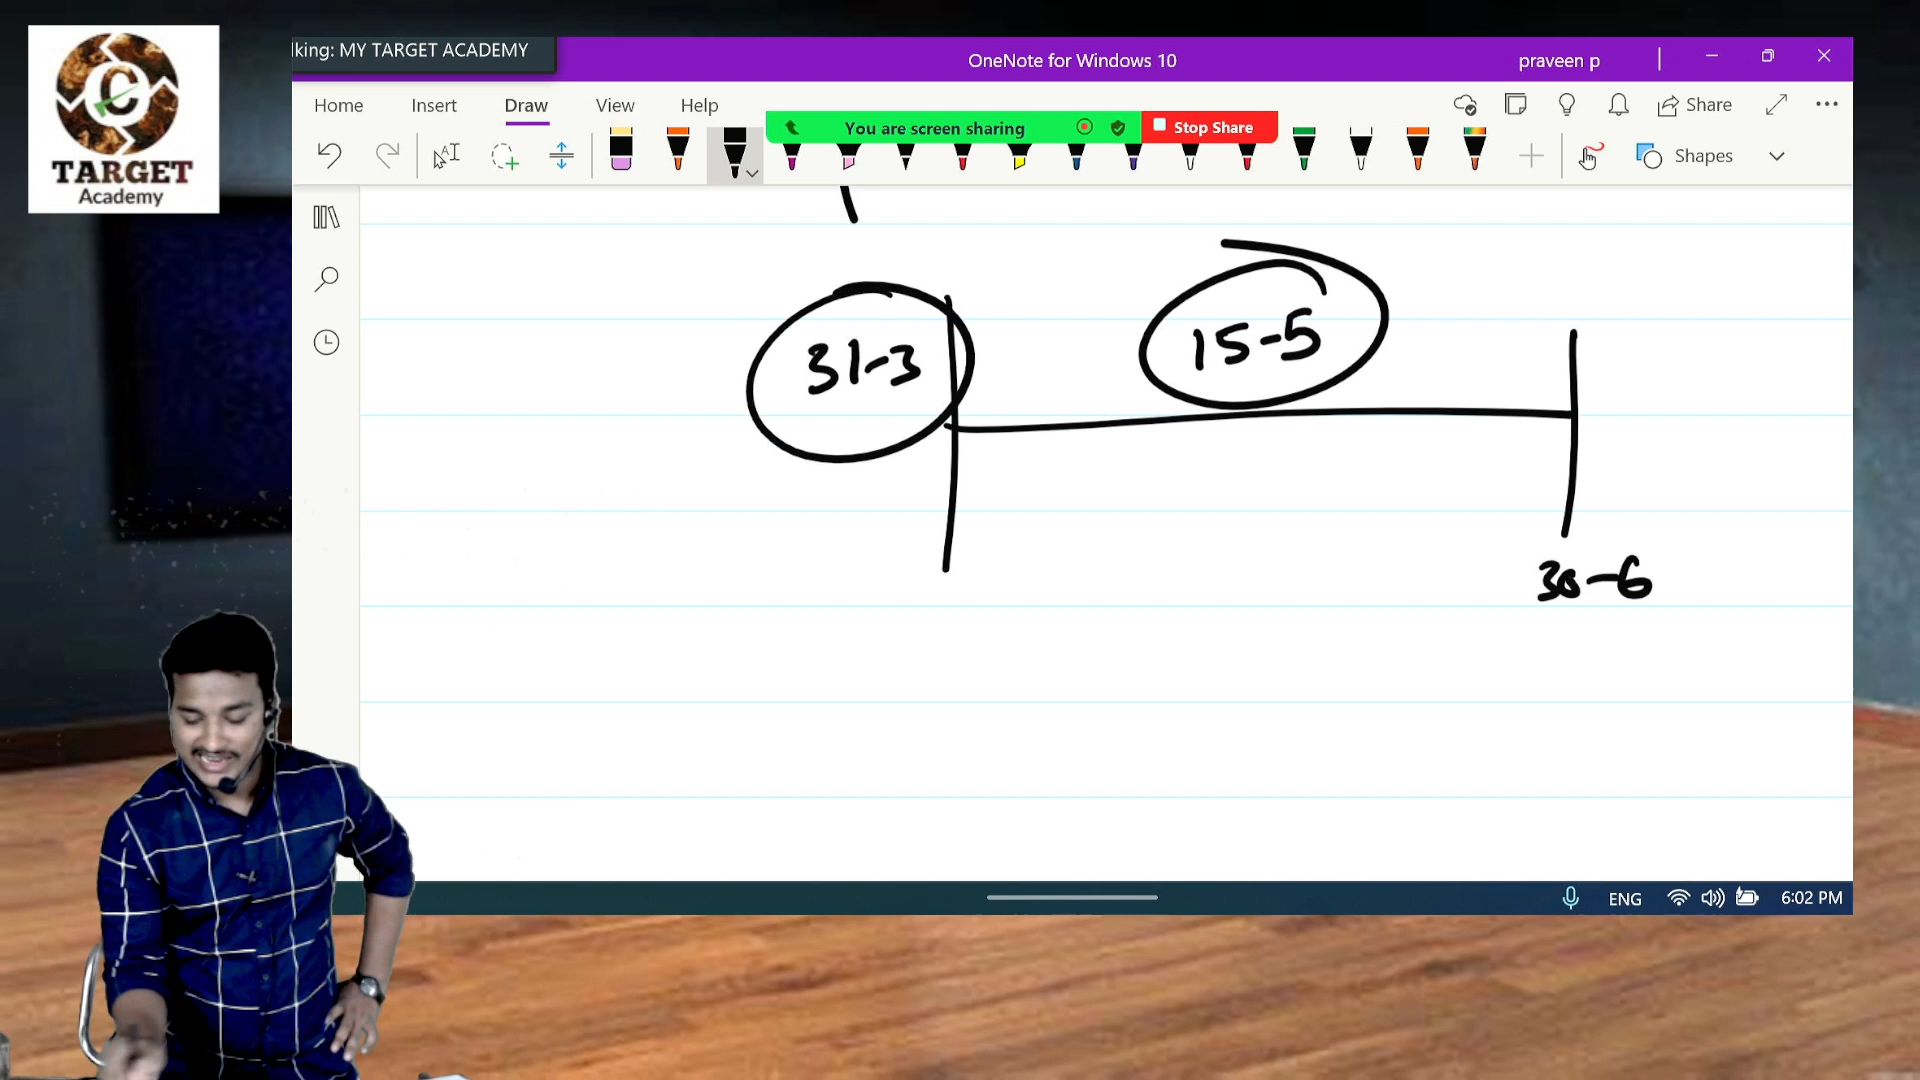 TARGET
Academy
lking: MY TARGET ACADEMY
OneNote for Windows 10
praveen p
Home Insert Draw View Help
You are screen sharing
Stop Share
Share
Shapes
31-3
15-5
30-6
ENG
6:02 PM